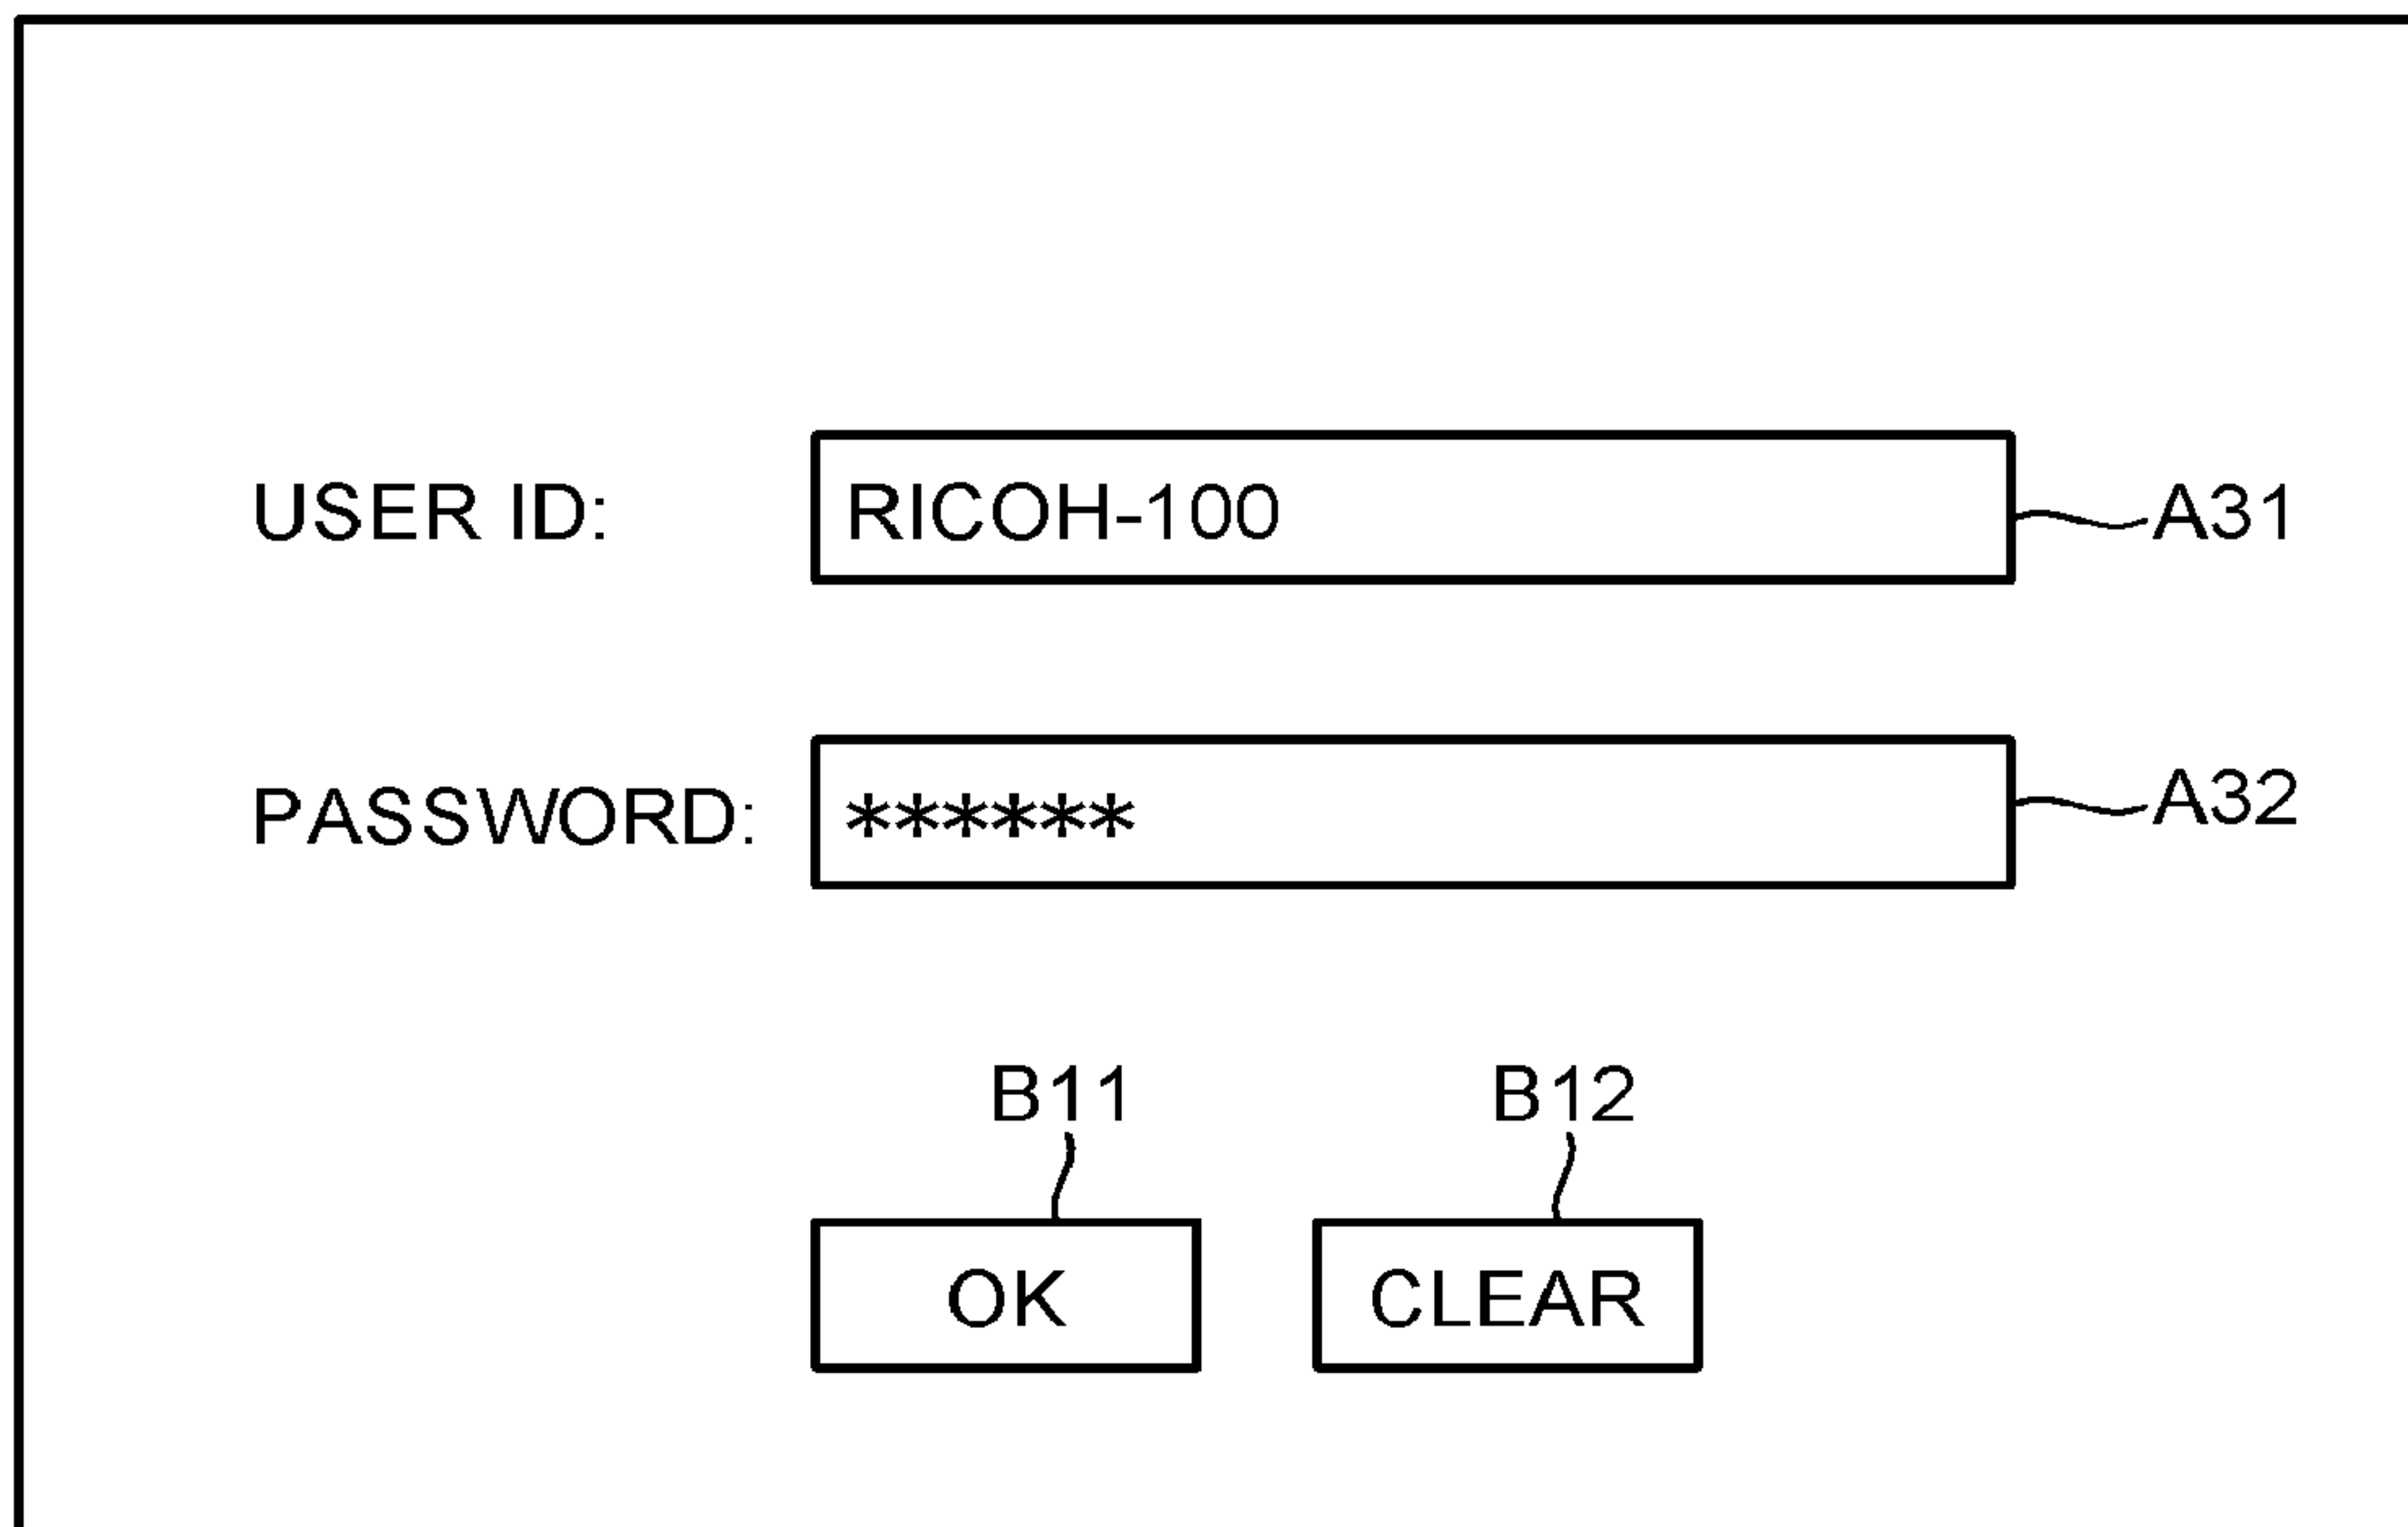 USER ID: RICOH-100 A31
PASSWORD: ****** A32
B11 B12
OK CLEAR